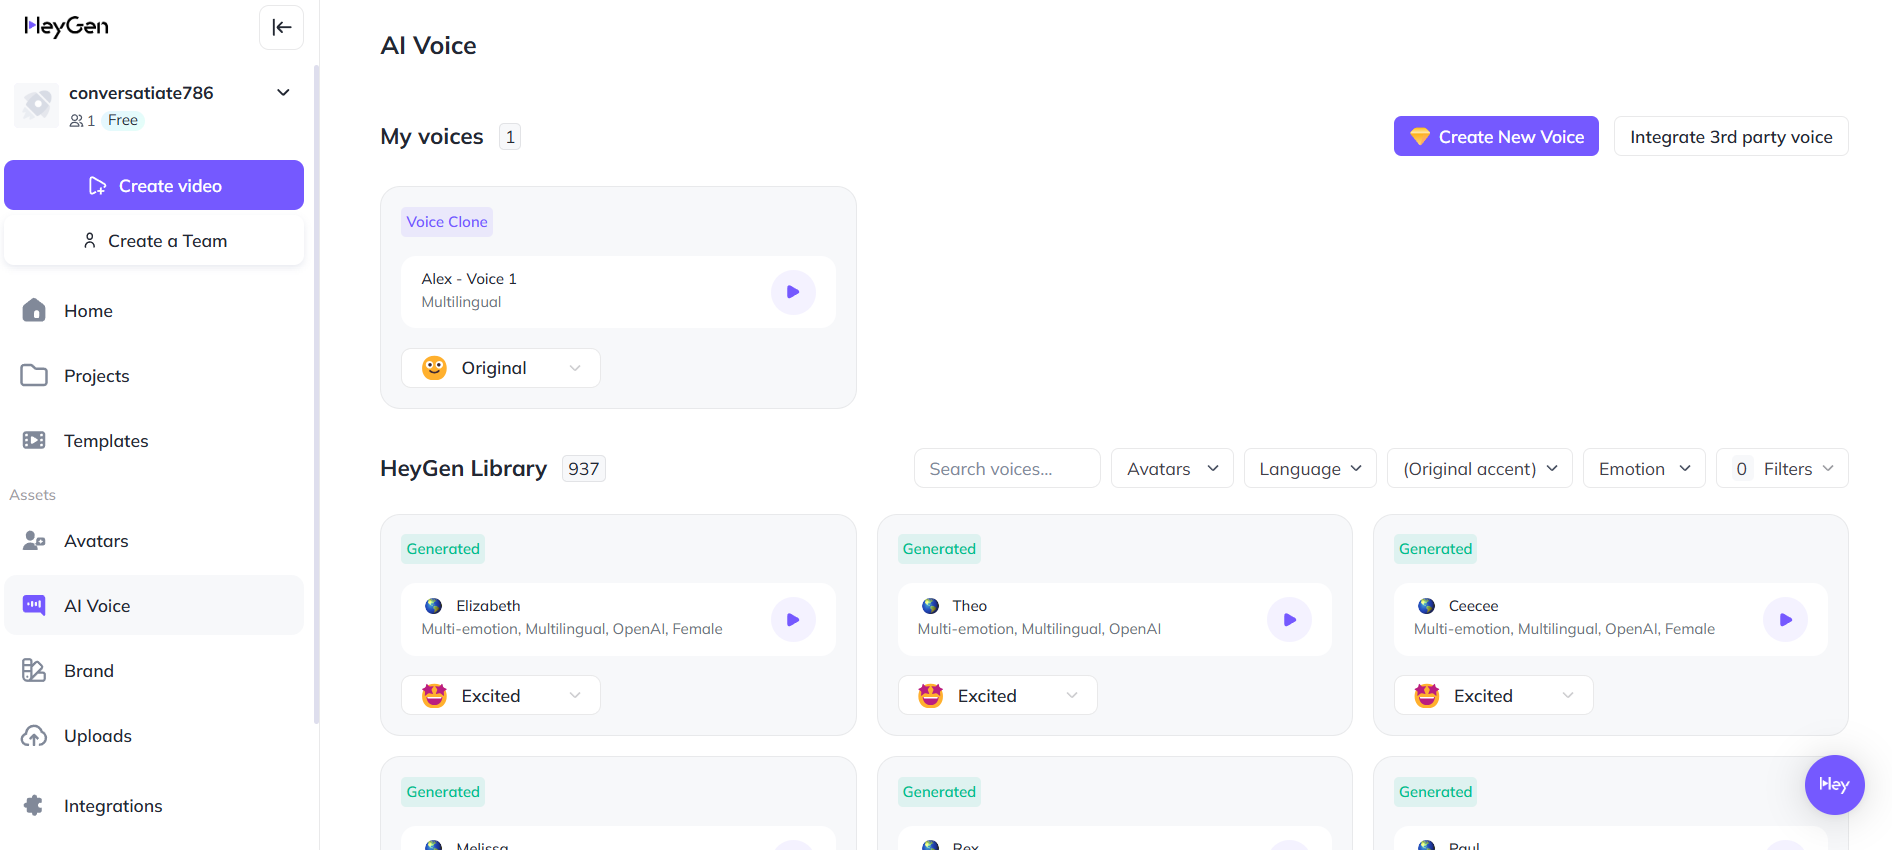 HeyGen
conversatiate786
1 Free
Create video
Create a Team
Home
Projects
Templates
Assets
Avatars
AI Voice
Brand
Uploads
Integrations
AI Voice
My voices 1
Create New Voice
Integrate 3rd party voice
Voice Clone
Alex - Voice 1
Multilingual
Original
HeyGen Library 937
Search voices...
Avatars
Language
(Original accent)
Emotion
0 Filters
Generated
Elizabeth
Multi-emotion, Multilingual, OpenAI, Female
Excited
Generated
Theo
Multi-emotion, Multilingual, OpenAI
Excited
Generated
Ceecee
Multi-emotion, Multilingual, OpenAI, Female
Excited
Generated
Melissa
Generated
Rex
Generated
Paul
Hey